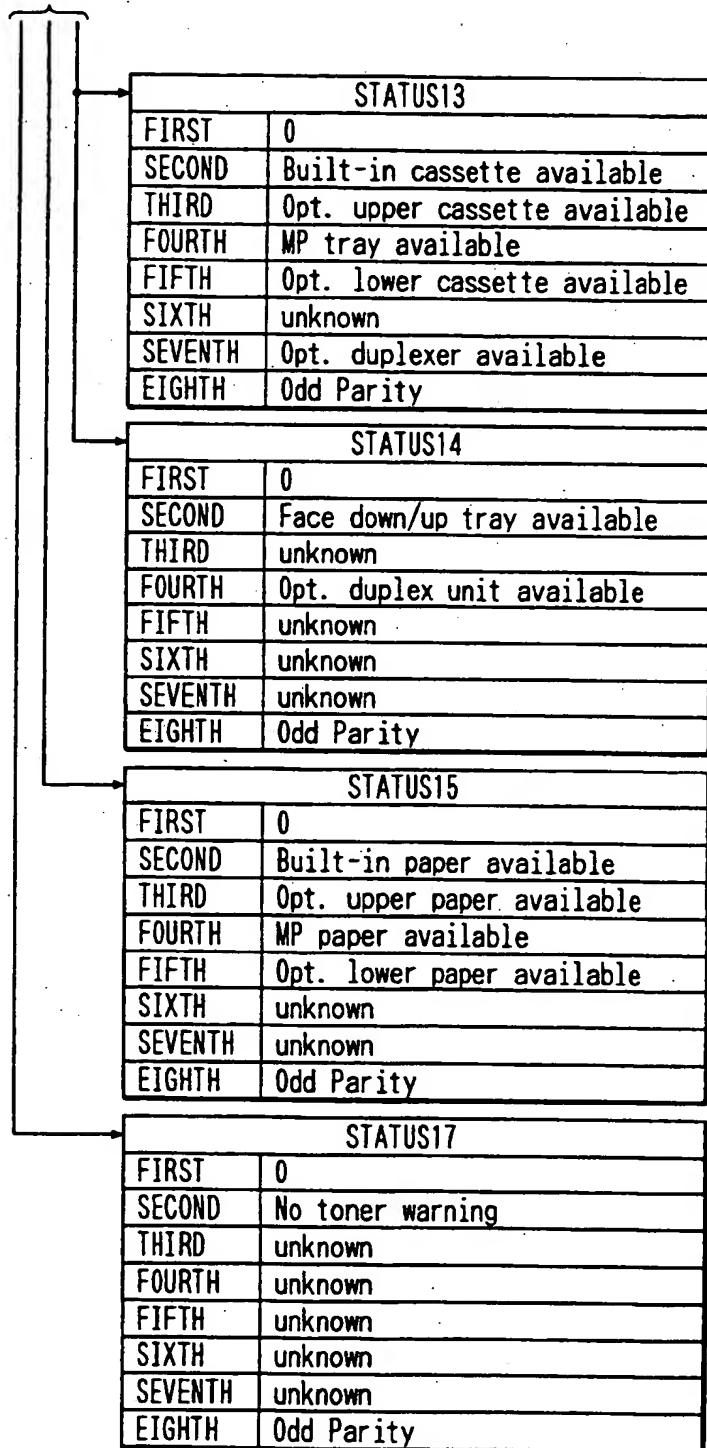 STATUS13
FIRST 0
SECOND Built-in cassette available
THIRD Opt. upper cassette available
FOURTH MP tray available
FIFTH Opt. lower cassette available
SIXTH unknown
SEVENTH Opt. duplexer available
EIGHTH Odd Parity
STATUS14
FIRST 0
SECOND Face down/up tray available
THIRD unknown
FOURTH Opt. duplex unit available
FIFTH unknown
SIXTH unknown
SEVENTH unknown
EIGHTH Odd Parity
STATUS15
FIRST 0
SECOND Built-in paper available
THIRD Opt. upper paper available
FOURTH MP paper available
FIFTH Opt. lower paper available
SIXTH unknown
SEVENTH unknown
EIGHTH Odd Parity
STATUS17
FIRST 0
SECOND No toner warning
THIRD unknown
FOURTH unknown
FIFTH unknown
SIXTH unknown
SEVENTH unknown
EIGHTH Odd Parity